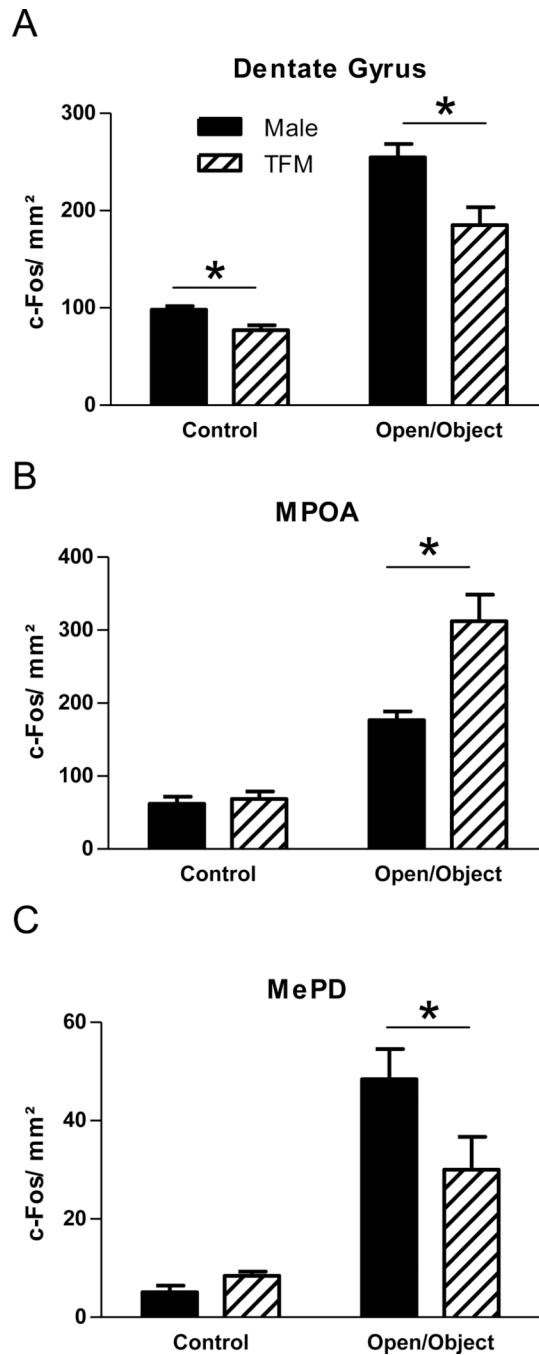 A
Dentate Gyrus
300
200
100
0
c-Fos/ mm²
Male
TFM
*
*
Control
Open/Object
B
MPOA
400
300
200
100
0
c-Fos/ mm²
*
Control
Open/Object
C
MePD
60
40
20
0
c-Fos/ mm²
*
Control
Open/Object